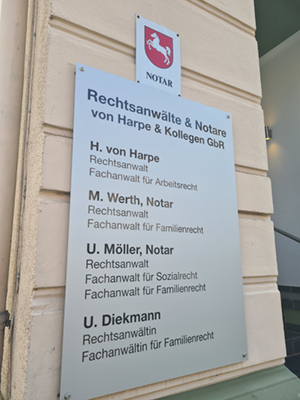 NOTAR
Rechtsanwälte & Notare
von Harpe & Kollegen GbR
H. von Harpe
Rechtsanwalt
Fachanwalt für Arbeitsrecht
M. Werth, Notar
Rechtsanwalt
Fachanwalt für Familienrecht
U. Möller, Notar
Rechtsanwalt
Fachanwalt für Sozialrecht
Fachanwalt für Familienrecht
U. Diekmann
Rechtsanwältin
Fachanwältin für Familienrecht